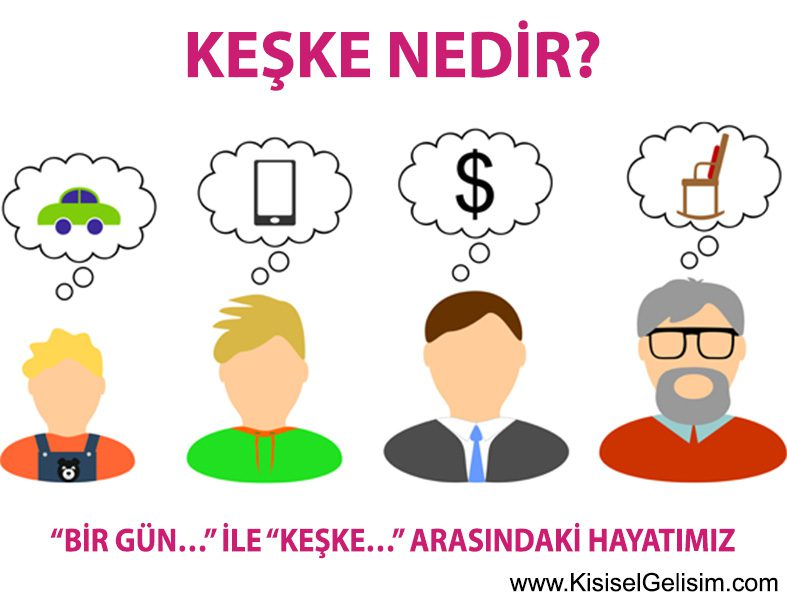 KEŞKE NEDİR?
$
“BİR GÜN...” İLE “KEŞKE...” ARASINDAKİ HAYATIMIZ
www.KisiselGelisim.com